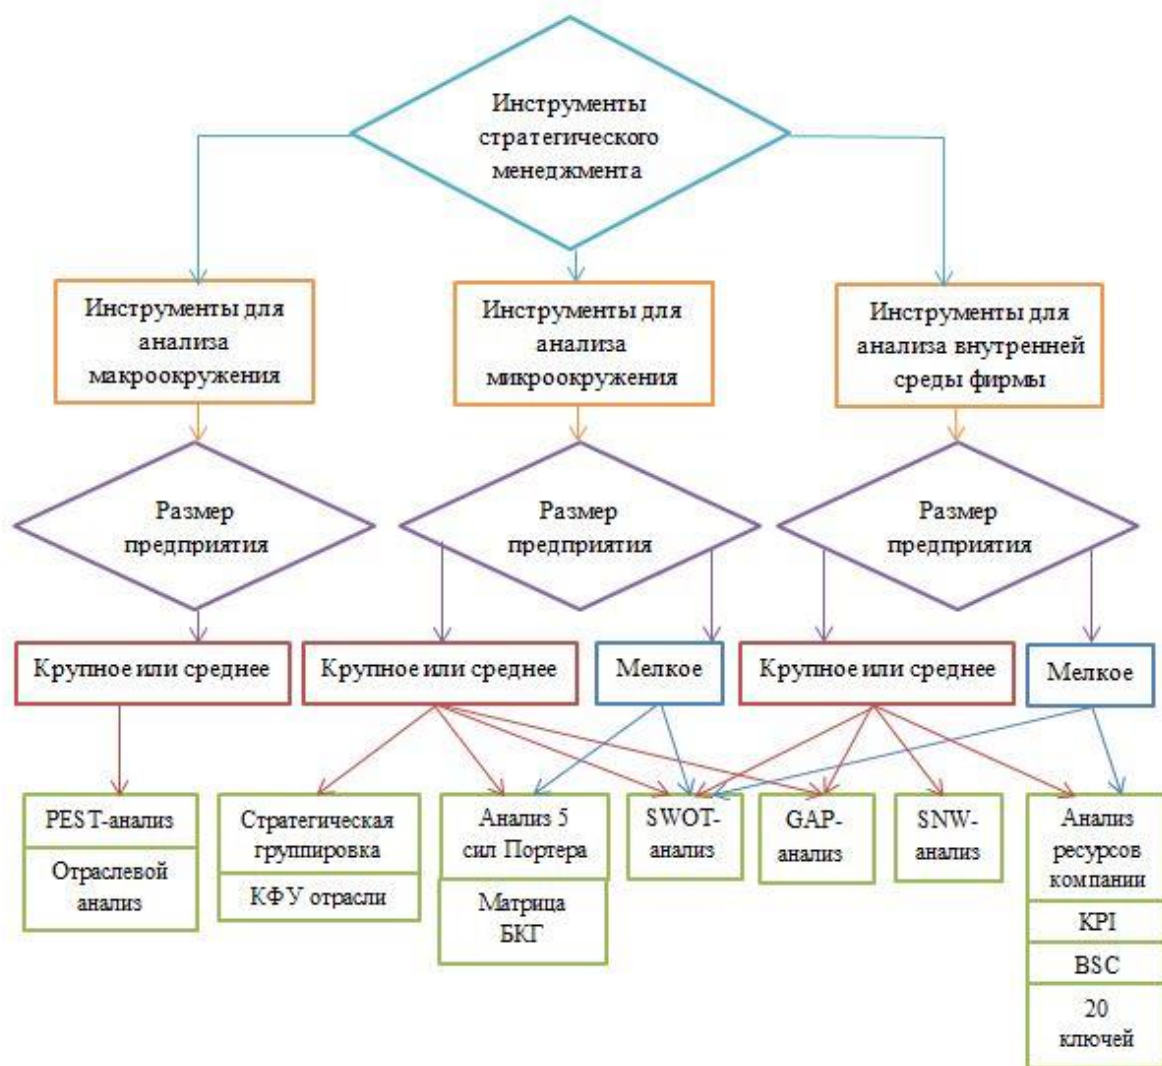 Инструменты
стратегического
менеджмента
Инструменты для
анализа
макроокружения
Инструменты для
анализа
микроокружения
Инструменты для
анализа внутренней
среды фирмы
Размер
предприятия
Размер
предприятия
Размер
предприятия
Крупное или среднее
Крупное или среднее
Мелкое
Крупное или среднее
Мелкое
PEST-анализ
Отраслевой
анализ
Стратегическая
группировка
КФУ отрасли
Анализ 5
сил Портера
Матрица
БКГ
SWOT-
анализ
GAP-
анализ
SNW-
анализ
Анализ
ресурсов
компании
KPI
BSC
20
ключей